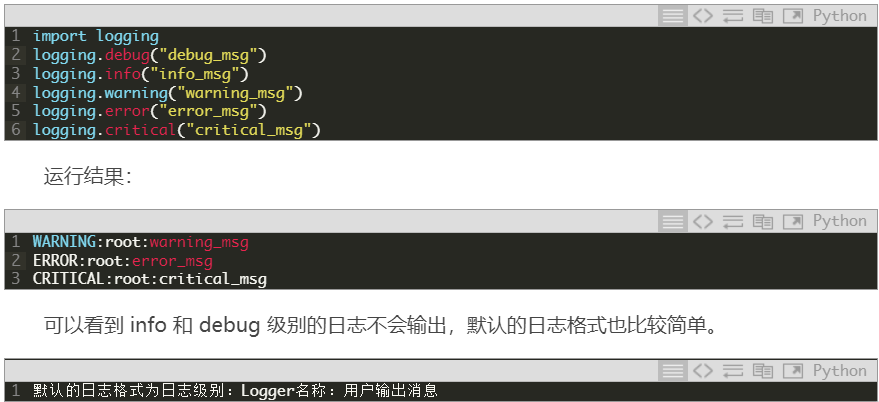 Python
1 import logging
2 logging.debug("debug_msg")
3 logging.info("info_msg")
4 logging.warning("warning_msg")
5 logging.error("error_msg")
6 logging.critical("critical_msg")
运行结果：
Python
1 WARNING:root:warning_msg
2 ERROR:root:error_msg
3 CRITICAL:root:critical_msg
可以看到 info 和 debug 级别的日志不会输出，默认的日志格式也比较简单。
Python
1 默认的日志格式为日志级别：Logger名称：用户输出消息